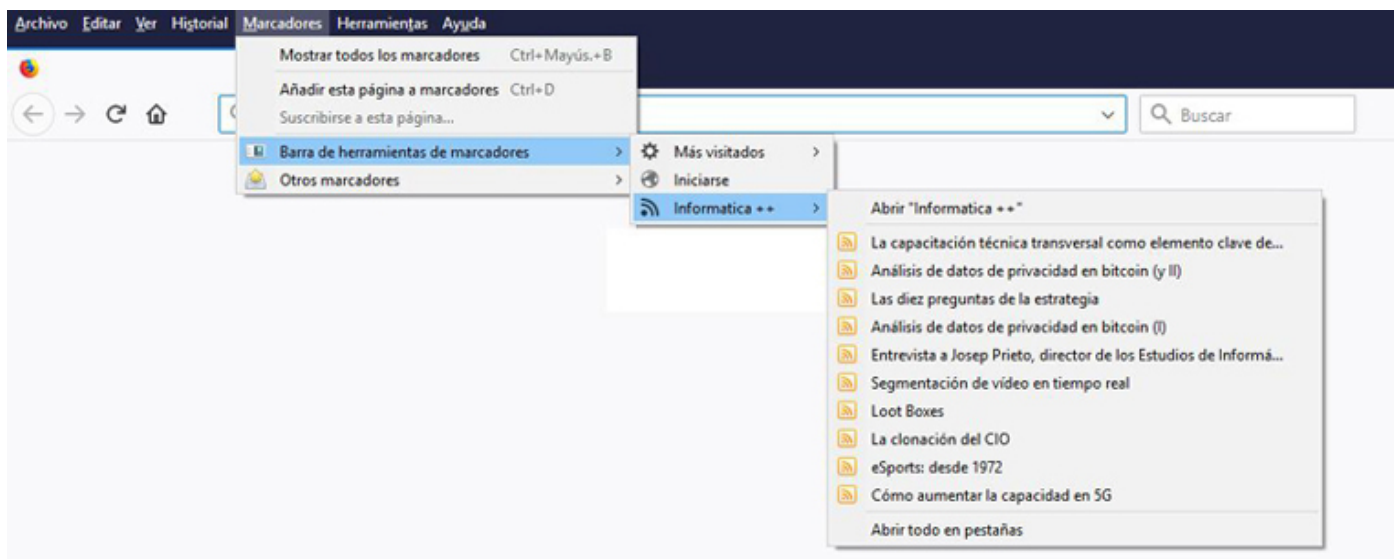 Archivo Editar Ver Historial Marcadores Herramientas Ayuda
Mostrar todos los marcadores Ctrl+Mayús.+B
Añadir esta página a marcadores Ctrl+D
Suscribirse a esta página...
Barra de herramientas de marcadores
Otros marcadores
Buscar
Más visitados
Iniciarse
Informatica ++
Abrir "Informatica ++"
La capacitación técnica transversal como elemento clave de...
Análisis de datos de privacidad en bitcoin (y II)
Las diez preguntas de la estrategia
Análisis de datos de privacidad en bitcoin (I)
Entrevista a Josep Prieto, director de los Estudios de Informá...
Segmentación de vídeo en tiempo real
Loot Boxes
La clonación del CIO
eSports: desde 1972
Cómo aumentar la capacidad en 5G
Abrir todo en pestañas